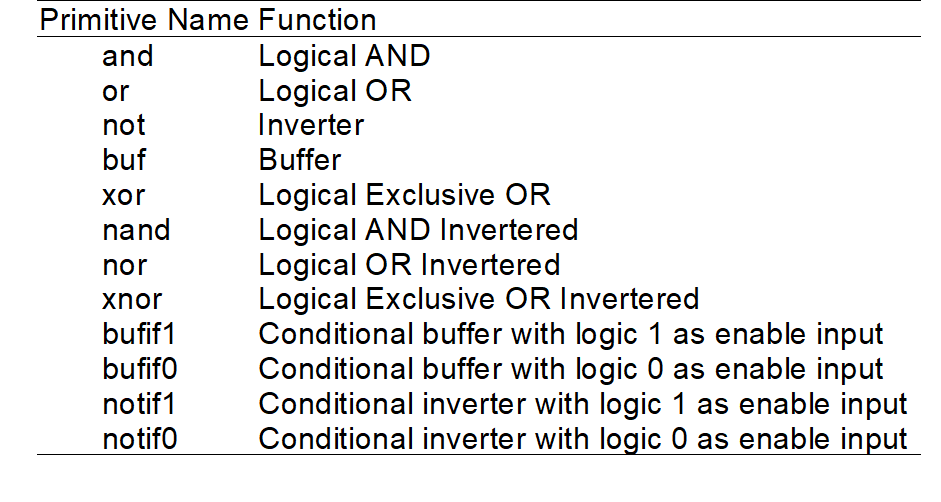 Primitive Name Function
and Logical AND
or Logical OR
not Inverter
buf Buffer
xor Logical Exclusive OR
nand Logical AND Invertered
nor Logical OR Invertered
xnor Logical Exclusive OR Invertered
bufif1 Conditional buffer with logic 1 as enable input
bufif0 Conditional buffer with logic 0 as enable input
notif1 Conditional inverter with logic 1 as enable input
notif0 Conditional inverter with logic 0 as enable input